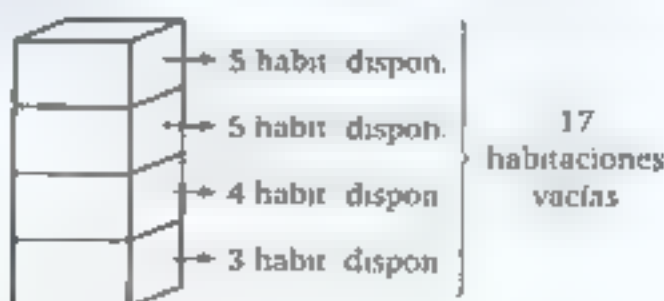 5 habit dispon.
5 habit dispon.
4 habit dispon
3 habit dispon
17
habitaciones
vacías